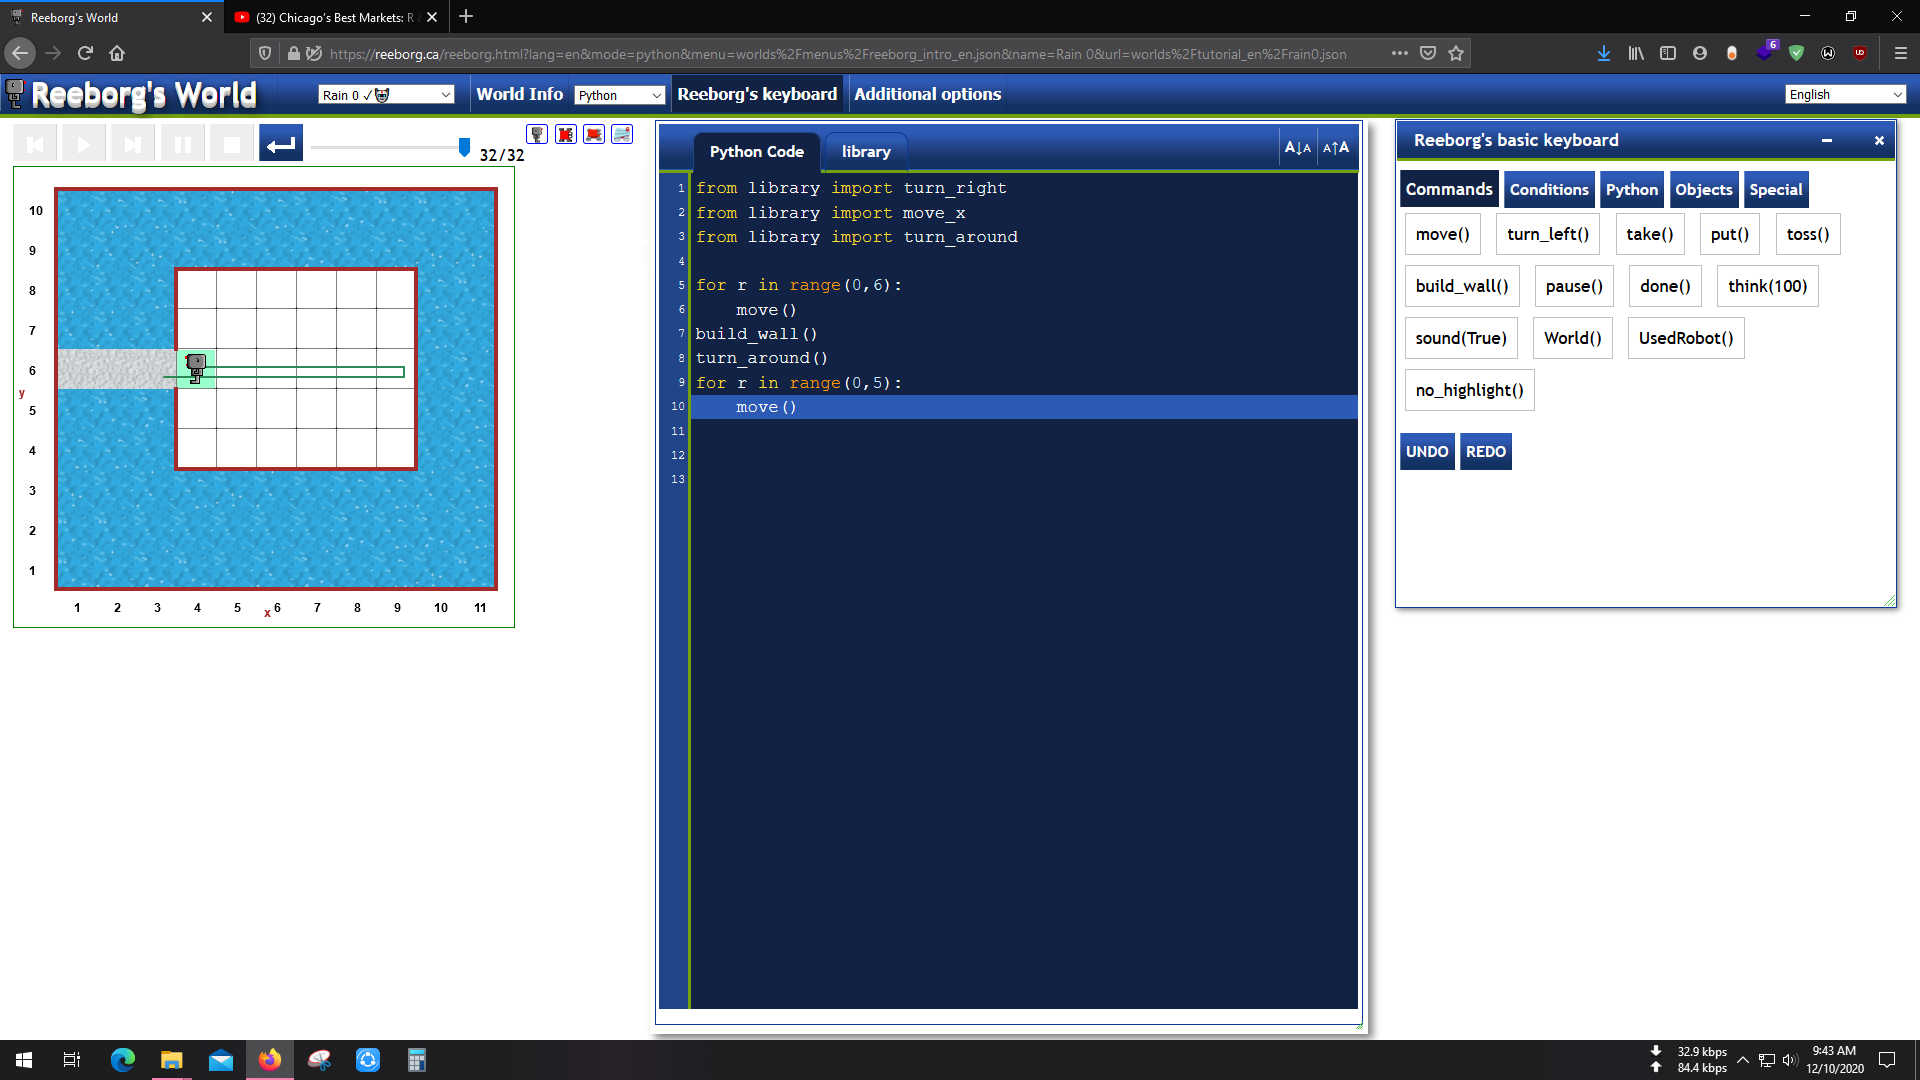 Reeborg's World
(32) Chicago's Best Markets: R
https://reeborg.ca/reeborg.html?lang=en&mode=python&menu=worlds%2Fmenus%2Freeborg_intro_en.json&name=Rain 0&url=worlds%2Ftutorial_en%2Frain0.json
6
Reeborg's World
Rain 0
World Info
Python
Reeborg's keyboard
Additional options
English
32/32
10
9
8
7
6
5
4
3
2
1
y
1 2 3 4 5 6 7 8 9 10 11
x
Python Code
library
A↓A
A↑A
1 from library import turn_right
2 from library import move_x
3 from library import turn_around
4
5 for r in range(0,6):
6 move()
7 build_wall()
8 turn_around()
9 for r in range(0,5):
10 move()
11
12
13
Reeborg's basic keyboard
Commands Conditions Python Objects Special
move() turn_left() take() put() toss()
build_wall() pause() done() think(100)
sound(True) World() UsedRobot()
no_highlight()
UNDO REDO
32.9 kbps
84.4 kbps
9:43 AM
12/10/2020